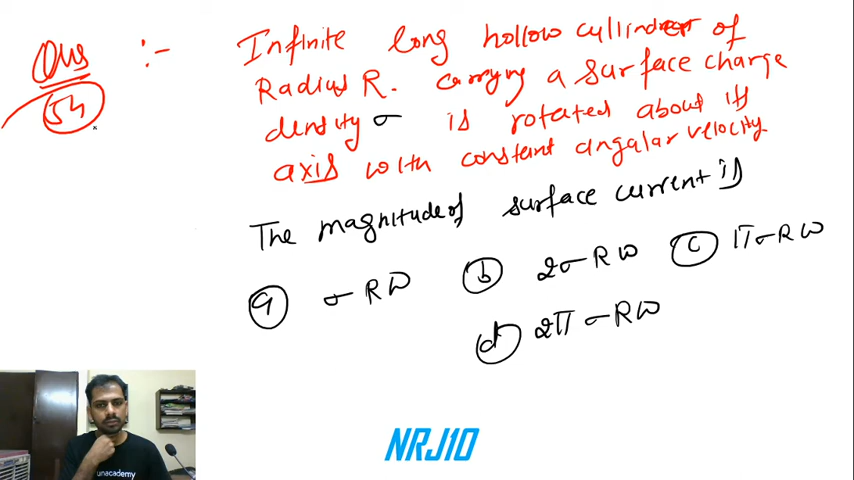 Ques :- Infinite long hollow cylinder of
54 Radius R. carrying a surface charge
density σ is rotated about its
axis with constant angular velocity
The magnitude of surface current is
(a) σRω (b) 2σRω (c) πσRω
(d) 2πσRω
unacademy
NRJ10